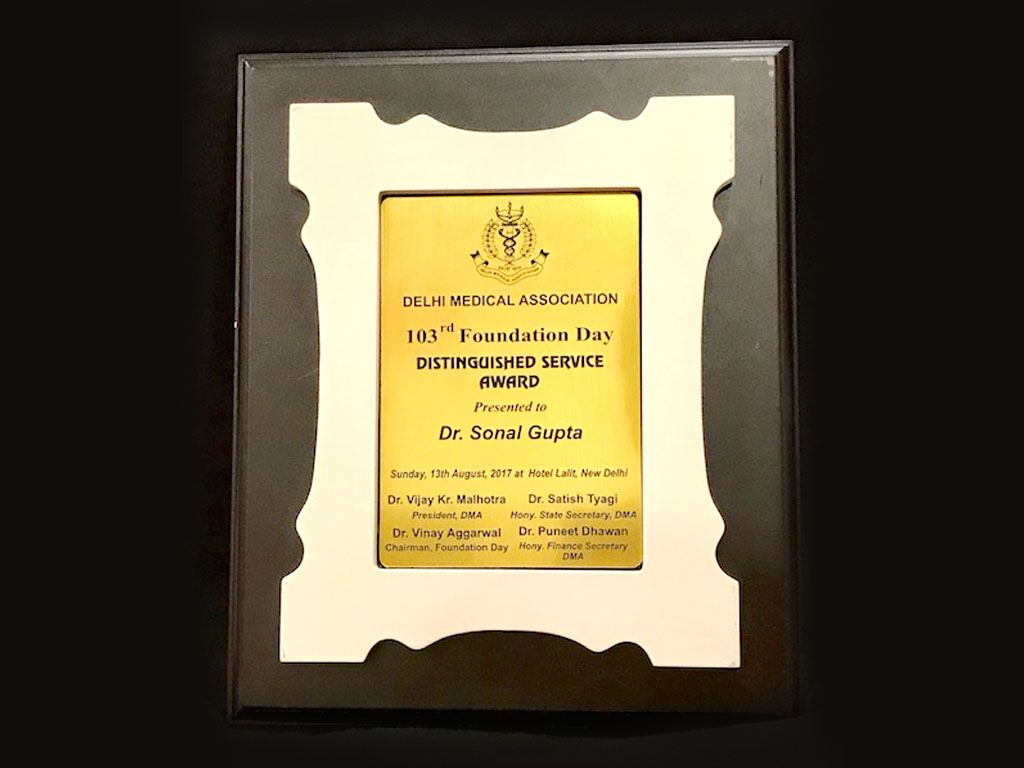 DELHI MEDICAL ASSOCIATION
103rd Foundation Day
DISTINGUISHED SERVICE
AWARD
Presented to
Dr. Sonal Gupta
Sunday, 13th August, 2017 at Hotel Lalit, New Delhi
Dr. Vijay Kr. Malhotra Dr. Satish Tyagi
President, DMA Hony. State Secretary, DMA
Dr. Vinay Aggarwal Dr. Puneet Dhawan
Chairman, Foundation Day Hony. Finance Secretary
DMA